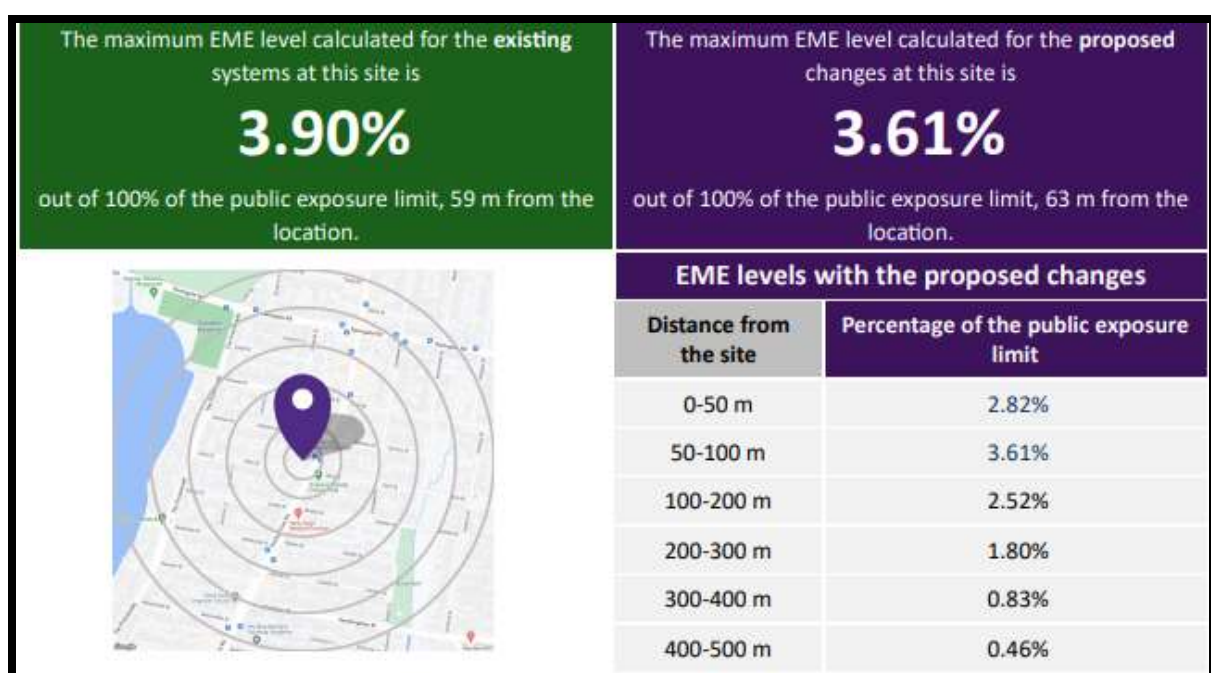 The maximum EME level calculated for the existing
systems at this site is
3.90%
out of 100% of the public exposure limit, 59 m from the
location.
The maximum EME level calculated for the proposed
changes at this site is
3.61%
out of 100% of the public exposure limit, 63 m from the
location.
EME levels with the proposed changes
Distance from
the site
Percentage of the public exposure
limit
0-50 m
2.82%
50-100 m
3.61%
100-200 m
2.52%
200-300 m
1.80%
300-400 m
0.83%
400-500 m
0.46%